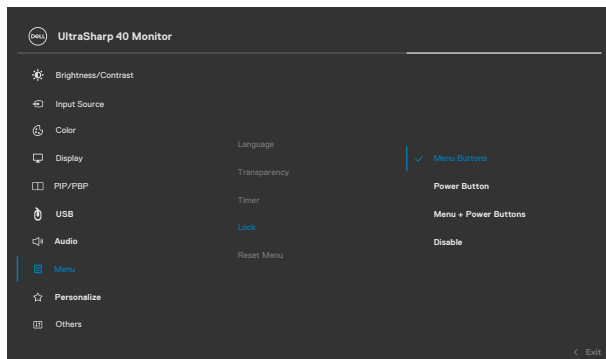 DELL
UltraSharp 40 Monitor
Brightness/Contrast
Input Source
Color
Display
PIP/PBP
USB
Audio
Menu
Personalize
Others
Language
Transparency
Timer
Lock
Reset Menu
Menu Buttons
Power Button
Menu + Power Buttons
Disable
Exit